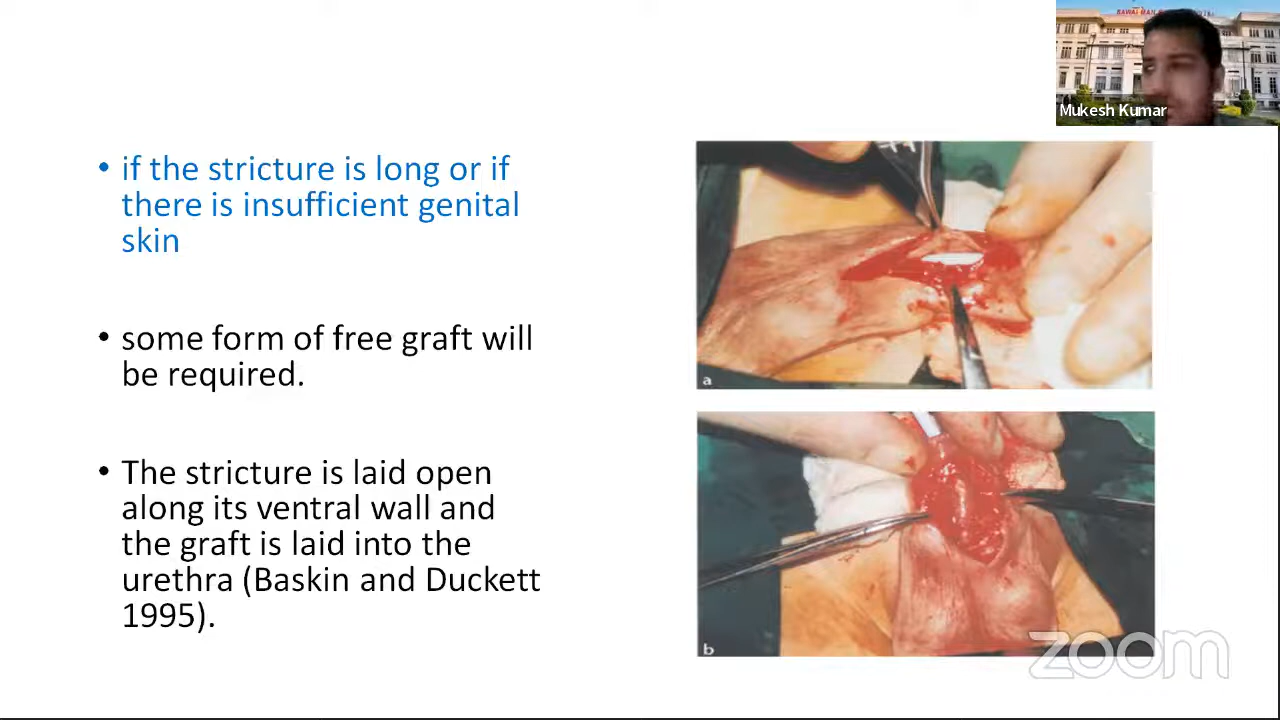 Mukesh Kumar
• if the stricture is long or if
there is insufficient genital
skin
• some form of free graft will
be required.
• The stricture is laid open
along its ventral wall and
the graft is laid into the
urethra (Baskin and Duckett
1995).
a
b
zoom